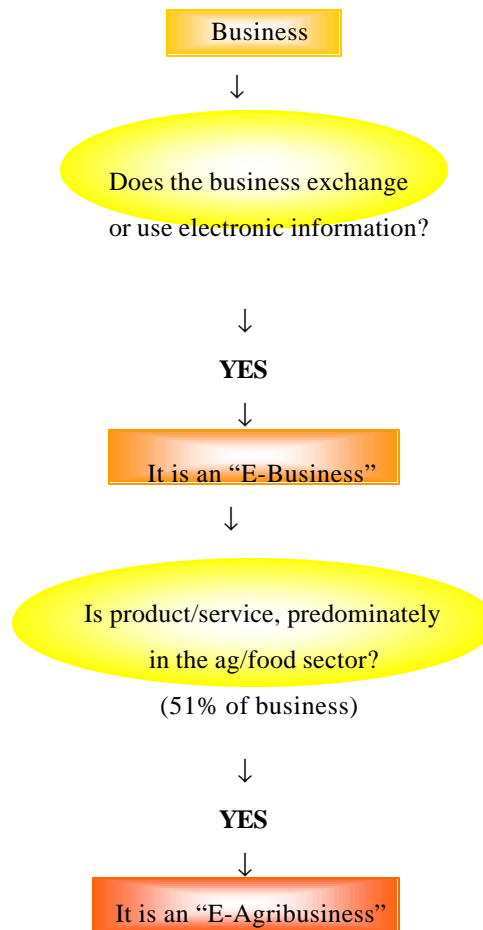 Business
↓
Does the business exchange
or use electronic information?
↓
YES
↓
It is an “E-Business”
↓
Is product/service, predominately
in the ag/food sector?
(51% of business)
↓
YES
↓
It is an “E-Agribusiness”